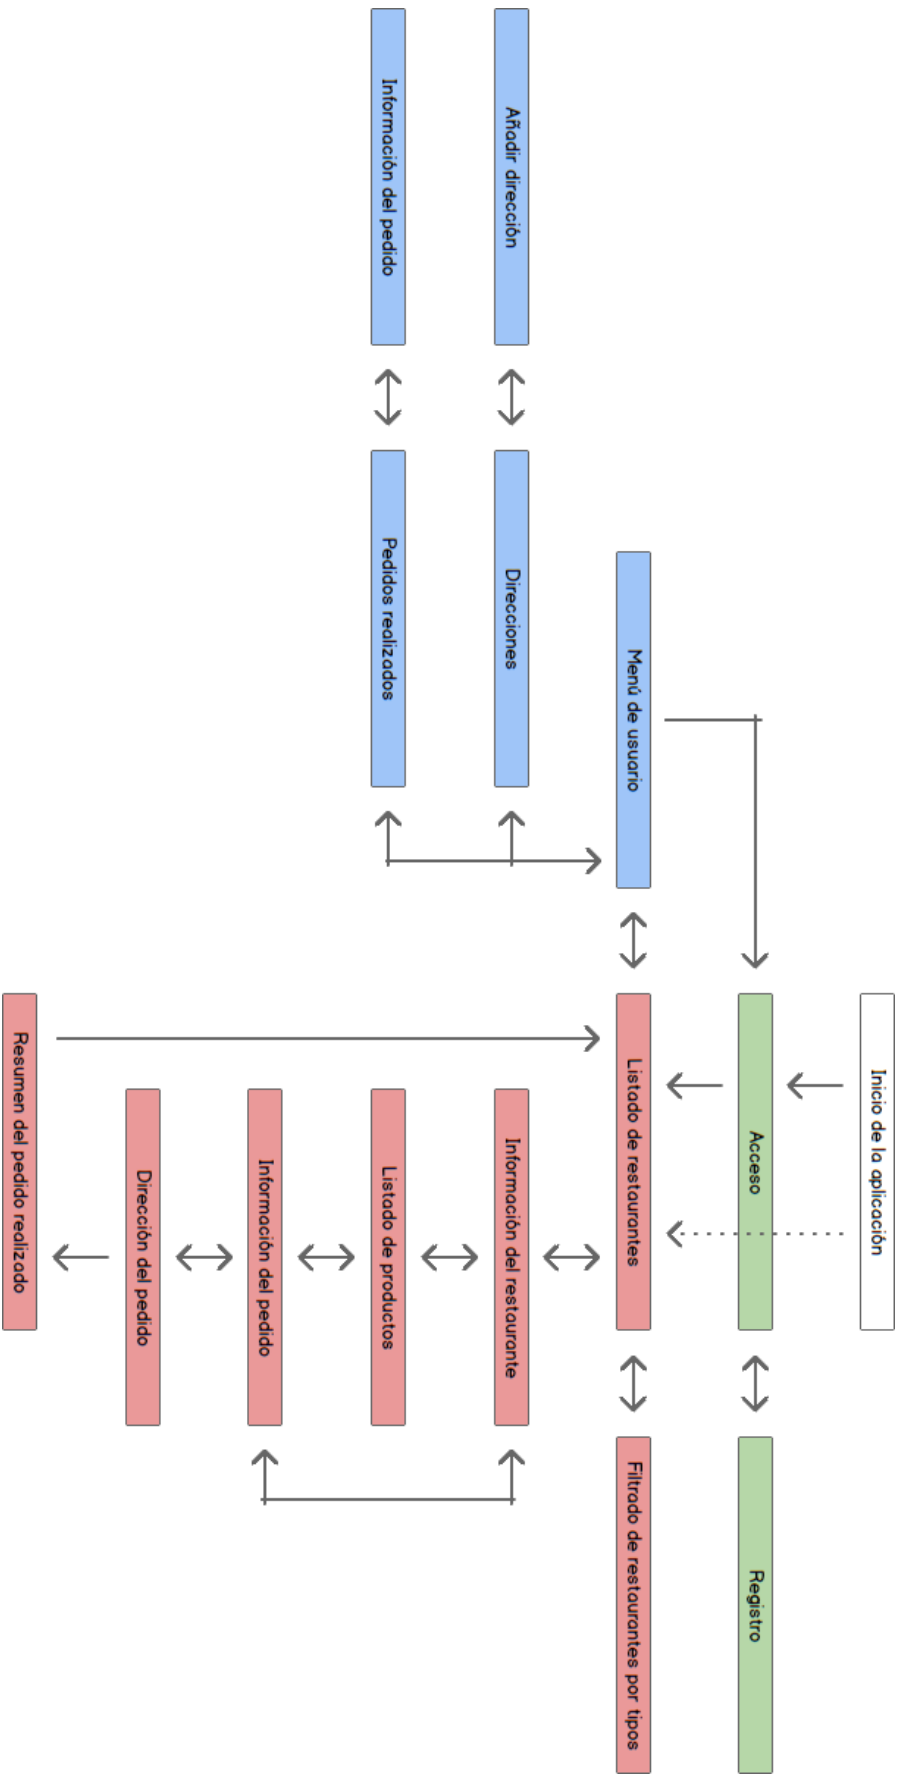 Inicio de la aplicación
Acceso
Registro
Menú de usuario
Listado de restaurantes
Filtrado de restaurantes por tipos
Añadir dirección
Direcciones
Información del restaurante
Información del pedido
Pedidos realizados
Listado de productos
Información del pedido
Dirección del pedido
Resumen del pedido realizado